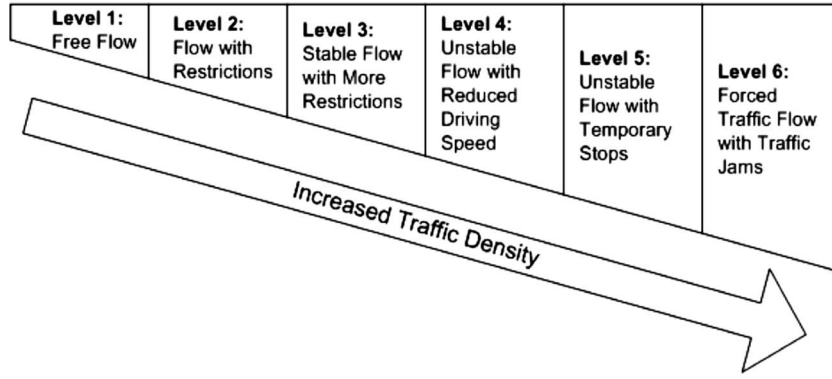 Level 1:
Free Flow
Level 2:
Flow with
Restrictions
Level 3:
Stable Flow
with More
Restrictions
Level 4:
Unstable
Flow with
Reduced
Driving
Speed
Level 5:
Unstable
Flow with
Temporary
Stops
Level 6:
Forced
Traffic Flow
with Traffic
Jams
Increased Traffic Density